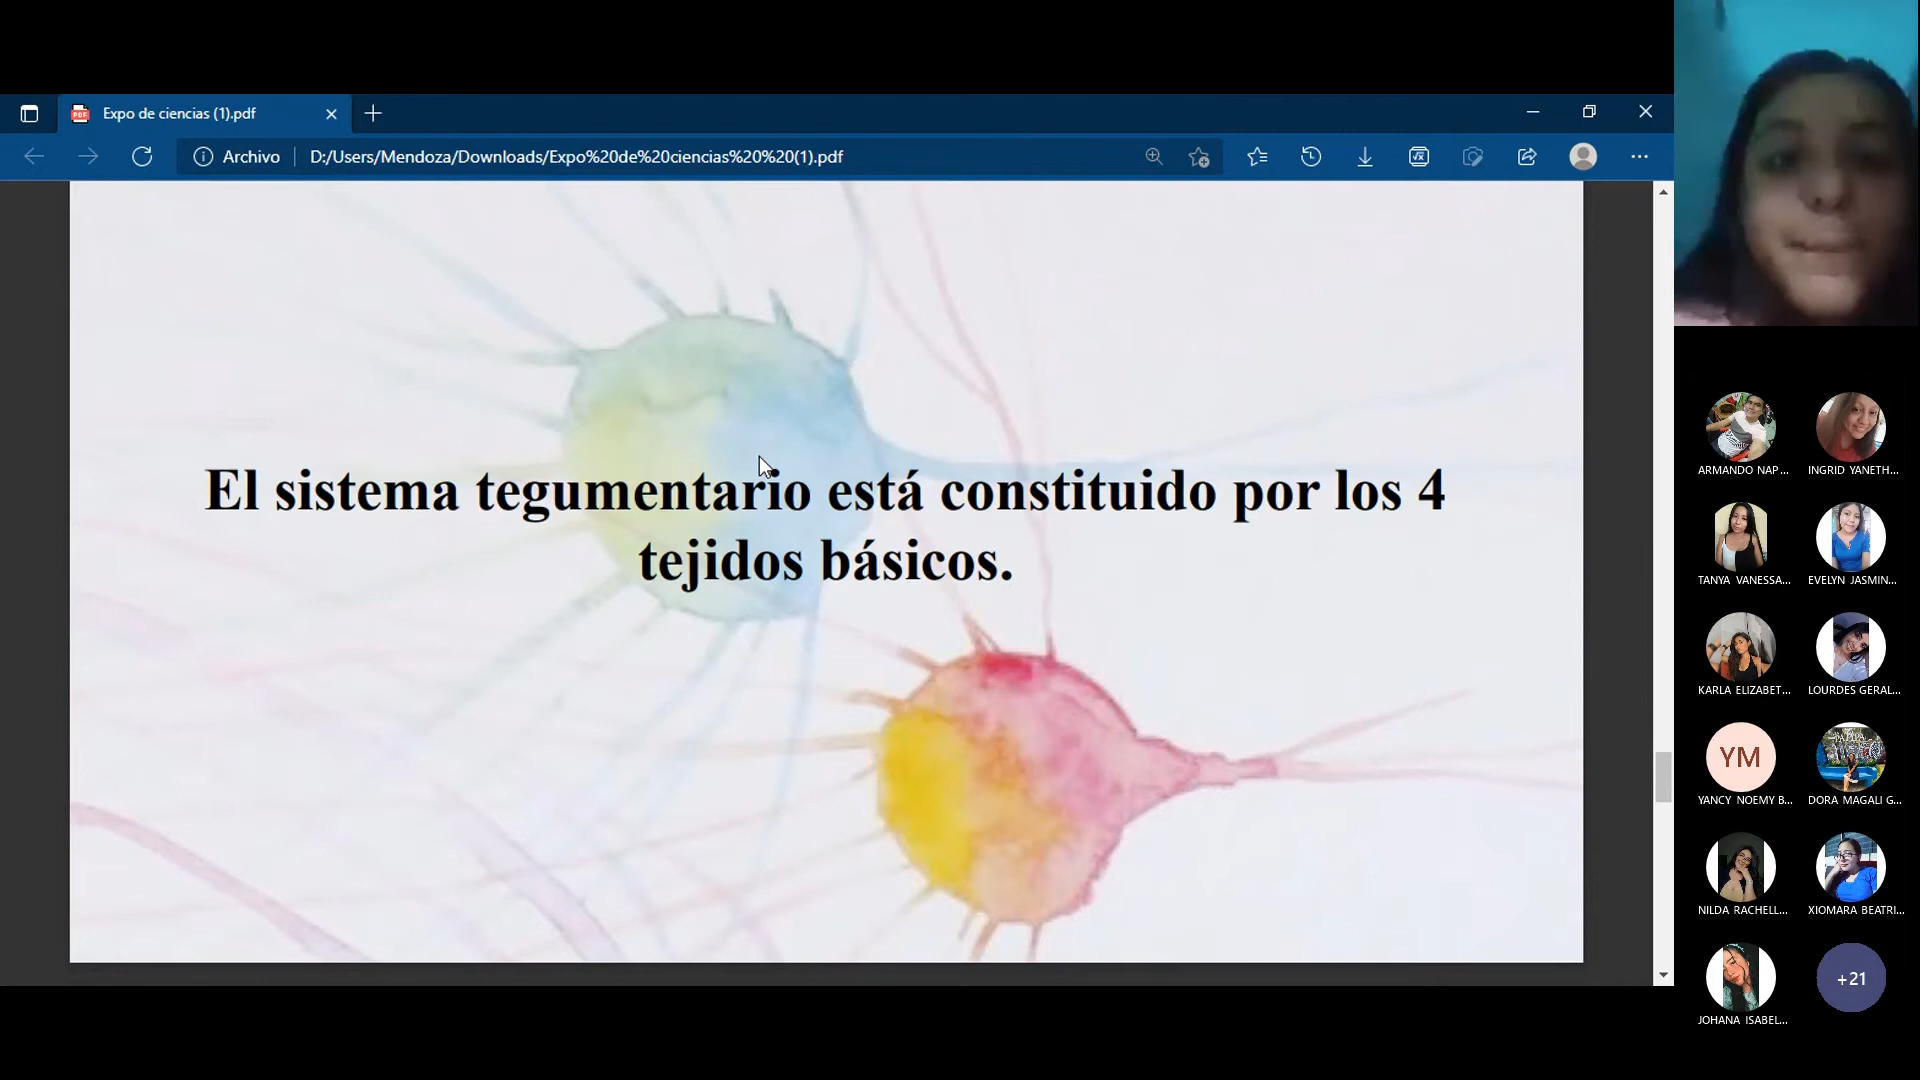 Expo de ciencias (1).pdf
Archivo
D:/Users/Mendoza/Downloads/Expo%20de%20ciencias%20%20(1).pdf
El sistema tegumentario está constituido por los 4
tejidos básicos.
ARMANDO NAP...
INGRID YANETH...
TANYA VANESSA...
EVELYN JASMIN...
KARLA ELIZABET...
LOURDES GERAL...
YM
YANCY NOEMY B...
DORA MAGALI G...
NILDA RACHELL...
XIOMARA BEATRI...
JOHANA ISABEL...
+21